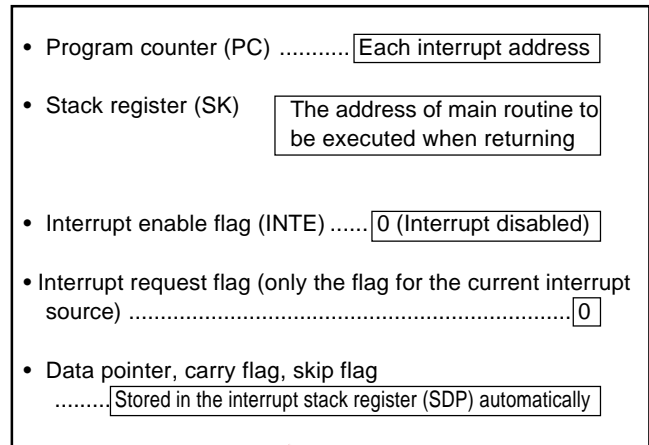 • Program counter (PC) ........... Each interrupt address
• Stack register (SK) The address of main routine to
be executed when returning
• Interrupt enable flag (INTE) ...... 0 (Interrupt disabled)
• Interrupt request flag (only the flag for the current interrupt
source) ...................................................................... 0
• Data pointer, carry flag, skip flag
......... Stored in the interrupt stack register (SDP) automatically